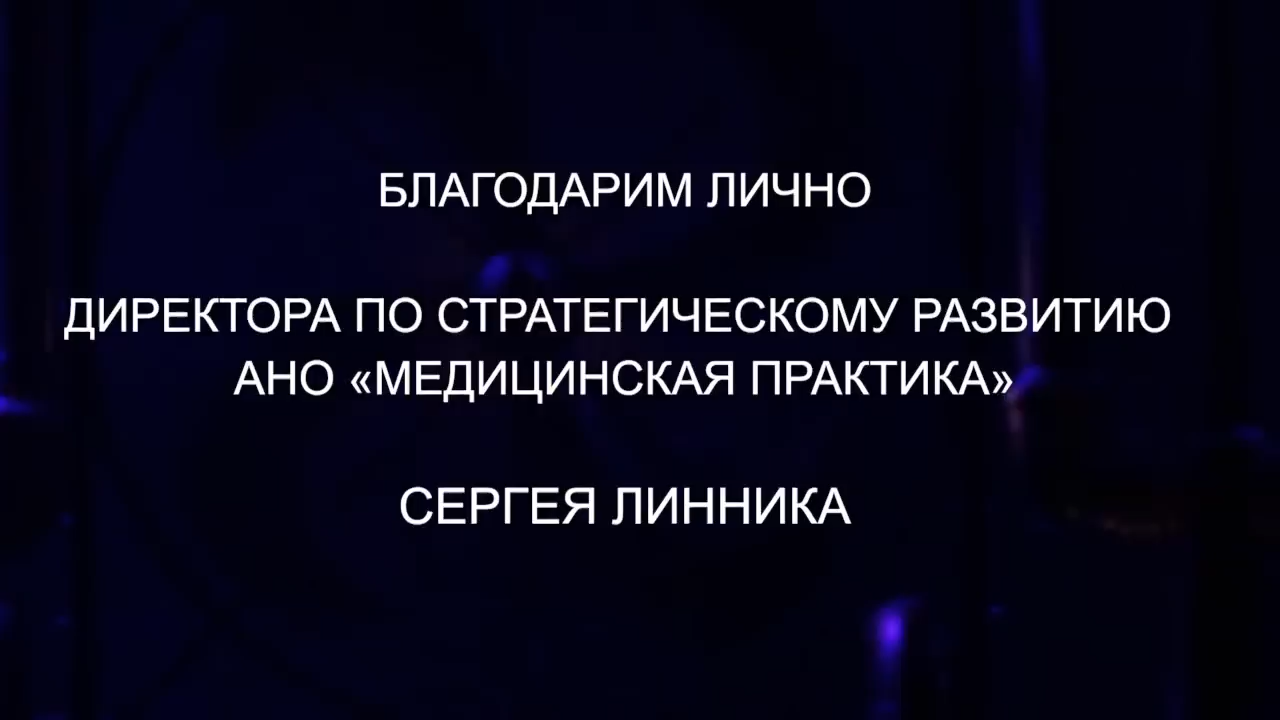 БЛАГОДАРИМ ЛИЧНО
ДИРЕКТОРА ПО СТРАТЕГИЧЕСКОМУ РАЗВИТИЮ
АНО «МЕДИЦИНСКАЯ ПРАКТИКА»
СЕРГЕЯ ЛИННИКА